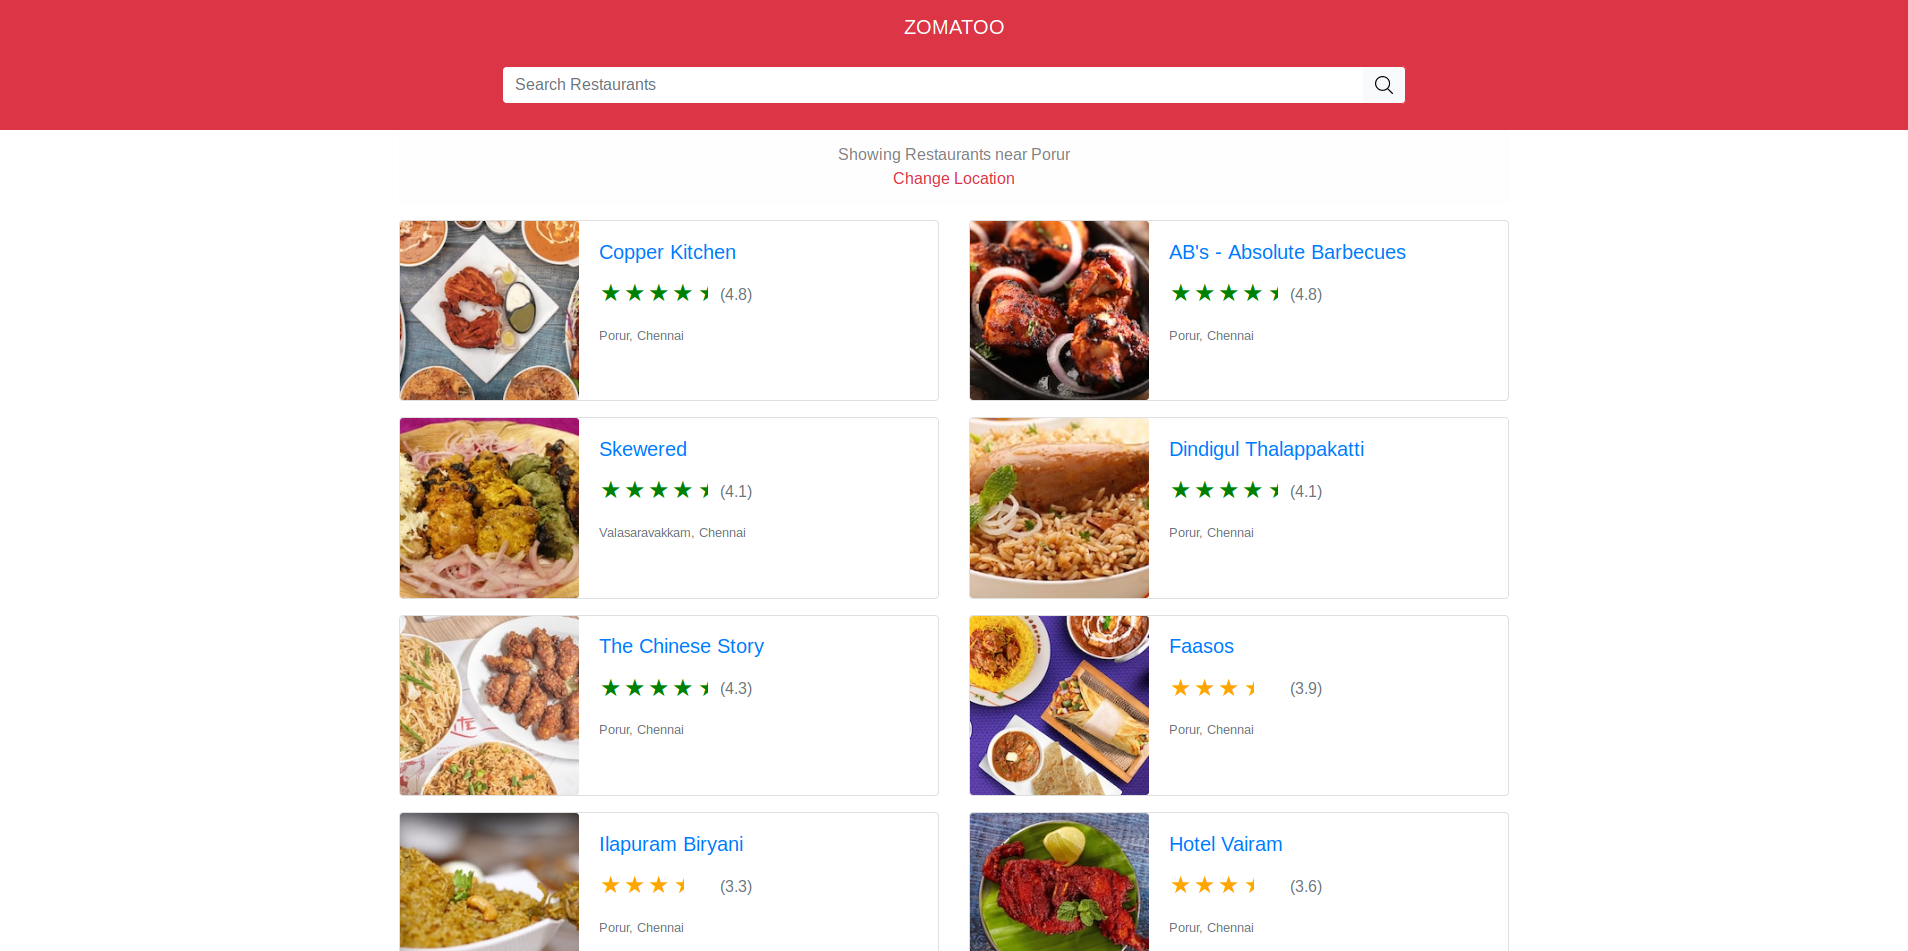 ZOMATOO
Search Restaurants
Showing Restaurants near Porur
Change Location
Copper Kitchen
★★★★⯨ (4.8)
Porur, Chennai
AB's - Absolute Barbecues
★★★★⯨ (4.8)
Porur, Chennai
Skewered
★★★★⯨ (4.1)
Valasaravakkam, Chennai
Dindigul Thalappakatti
★★★★⯨ (4.1)
Porur, Chennai
The Chinese Story
★★★★⯨ (4.3)
Porur, Chennai
Faasos
★★★⯨ (3.9)
Porur, Chennai
Ilapuram Biryani
★★★⯨ (3.3)
Porur, Chennai
Hotel Vairam
★★★⯨ (3.6)
Porur, Chennai